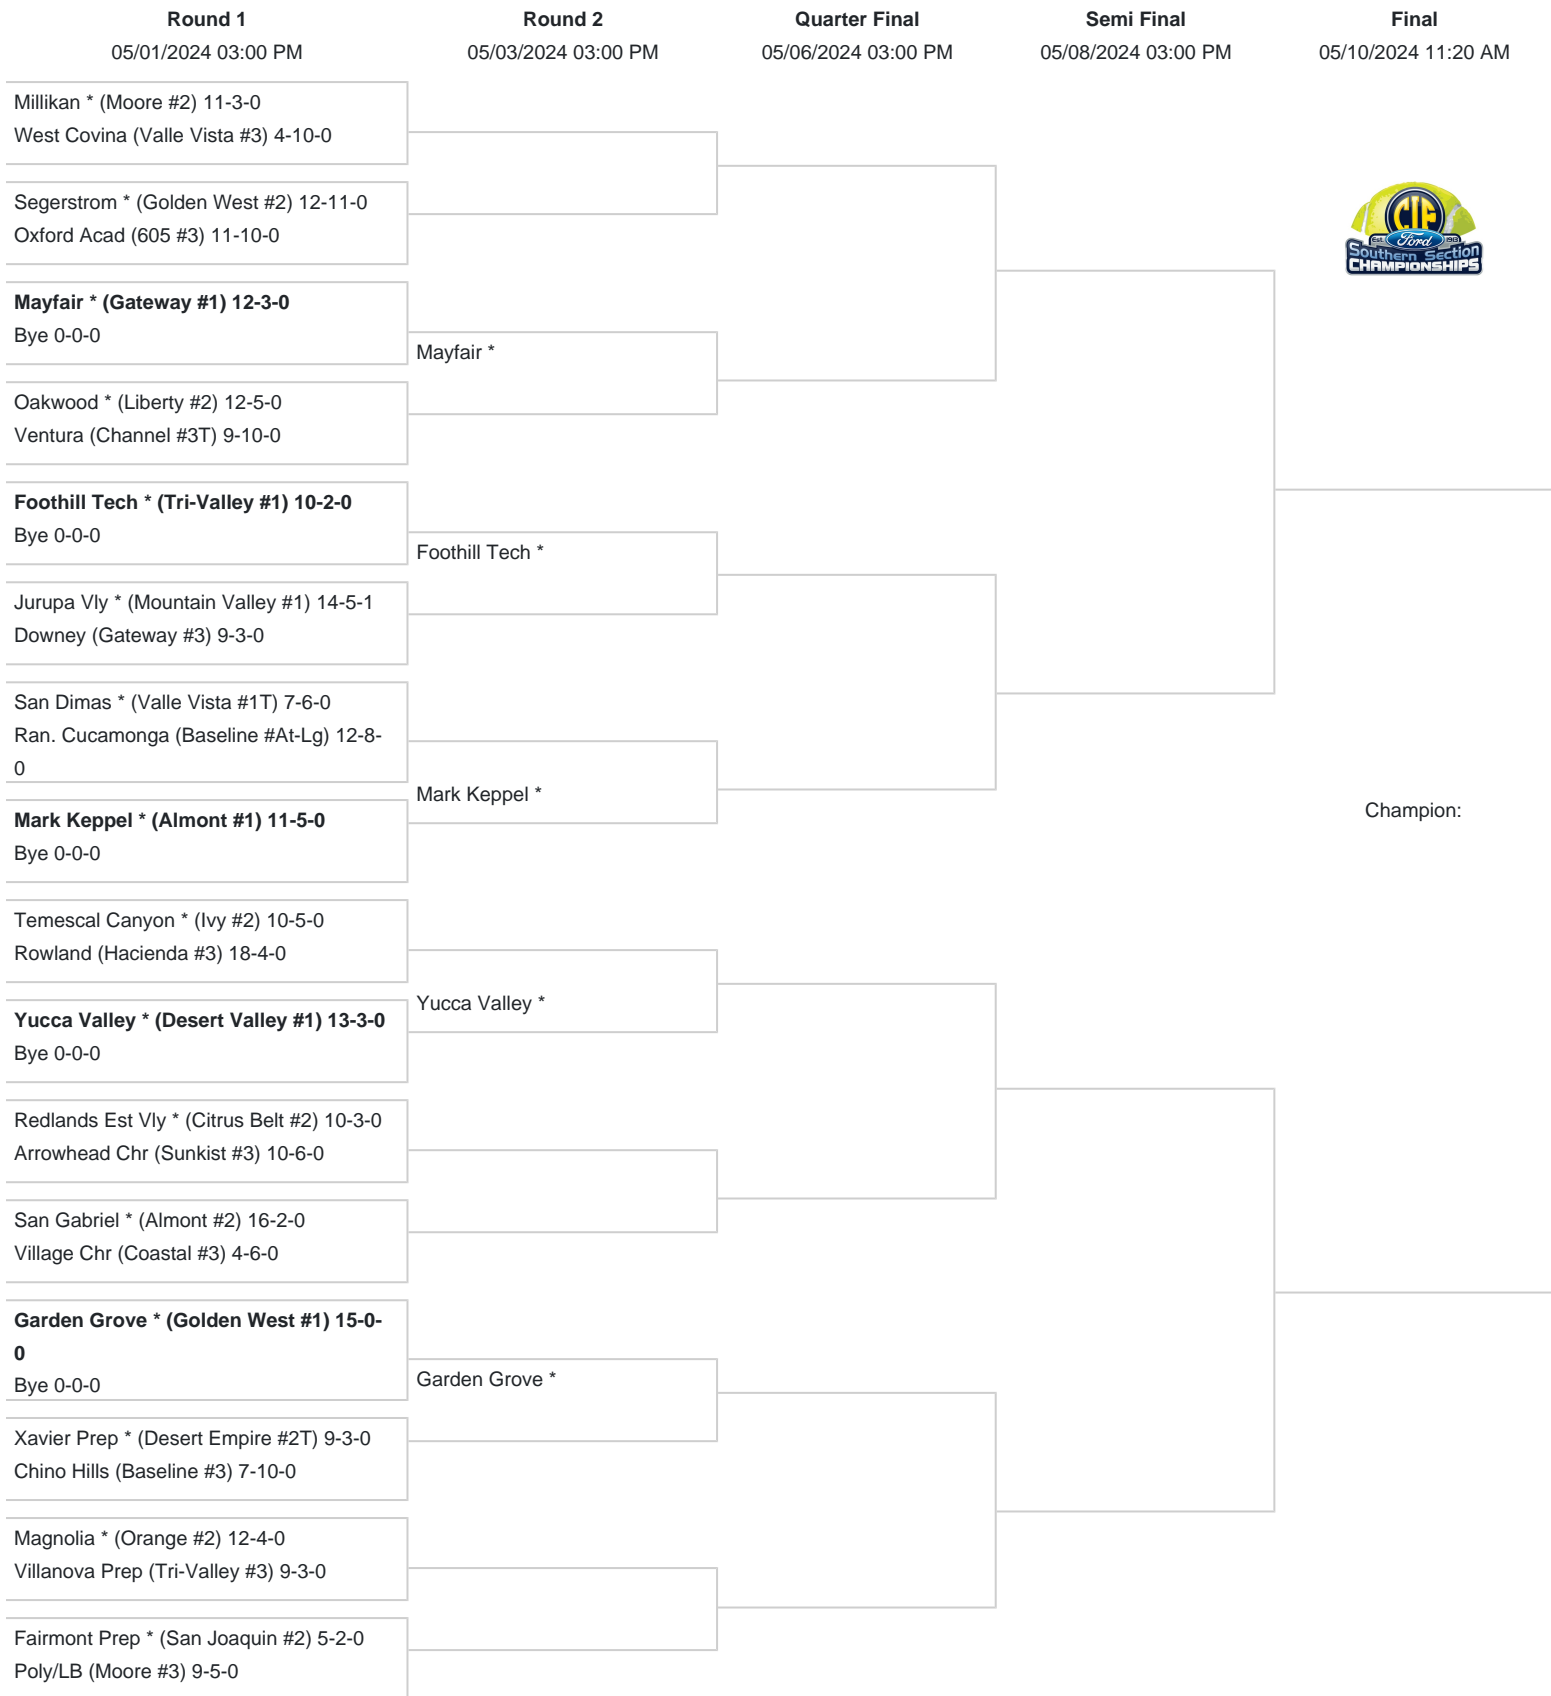 Round 1
05/01/2024 03:00 PM
Round 2
05/03/2024 03:00 PM
Quarter Final
05/06/2024 03:00 PM
Semi Final
05/08/2024 03:00 PM
Final
05/10/2024 11:20 AM
Millikan * (Moore #2) 11-3-0
West Covina (Valle Vista #3) 4-10-0
Segerstrom * (Golden West #2) 12-11-0
Oxford Acad (605 #3) 11-10-0
Mayfair * (Gateway #1) 12-3-0
Bye 0-0-0
Oakwood * (Liberty #2) 12-5-0
Ventura (Channel #3T) 9-10-0
Foothill Tech * (Tri-Valley #1) 10-2-0
Bye 0-0-0
Jurupa Vly * (Mountain Valley #1) 14-5-1
Downey (Gateway #3) 9-3-0
San Dimas * (Valle Vista #1T) 7-6-0
Ran. Cucamonga (Baseline #At-Lg) 12-8-
0
Mark Keppel * (Almont #1) 11-5-0
Bye 0-0-0
Temescal Canyon * (Ivy #2) 10-5-0
Rowland (Hacienda #3) 18-4-0
Yucca Valley * (Desert Valley #1) 13-3-0
Bye 0-0-0
Redlands Est Vly * (Citrus Belt #2) 10-3-0
Arrowhead Chr (Sunkist #3) 10-6-0
San Gabriel * (Almont #2) 16-2-0
Village Chr (Coastal #3) 4-6-0
Garden Grove * (Golden West #1) 15-0-
0
Bye 0-0-0
Xavier Prep * (Desert Empire #2T) 9-3-0
Chino Hills (Baseline #3) 7-10-0
Magnolia * (Orange #2) 12-4-0
Villanova Prep (Tri-Valley #3) 9-3-0
Fairmont Prep * (San Joaquin #2) 5-2-0
Poly/LB (Moore #3) 9-5-0
Mayfair *
Foothill Tech *
Mark Keppel *
Yucca Valley *
Garden Grove *
CIF
Est. Ford 1913
Southern Section
CHAMPIONSHIPS
Champion: